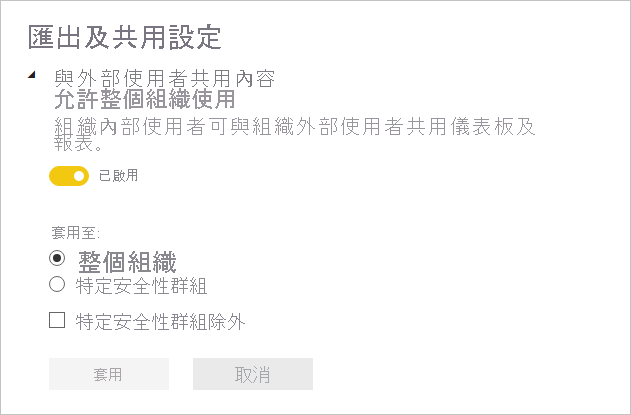 匯出及共用設定
與外部使用者共用內容
允許整個組織使用
組織內部使用者可與組織外部使用者共用儀表板及
報表。
已啟用
套用至:
整個組織
特定安全性群組
特定安全性群組除外
套用
取消